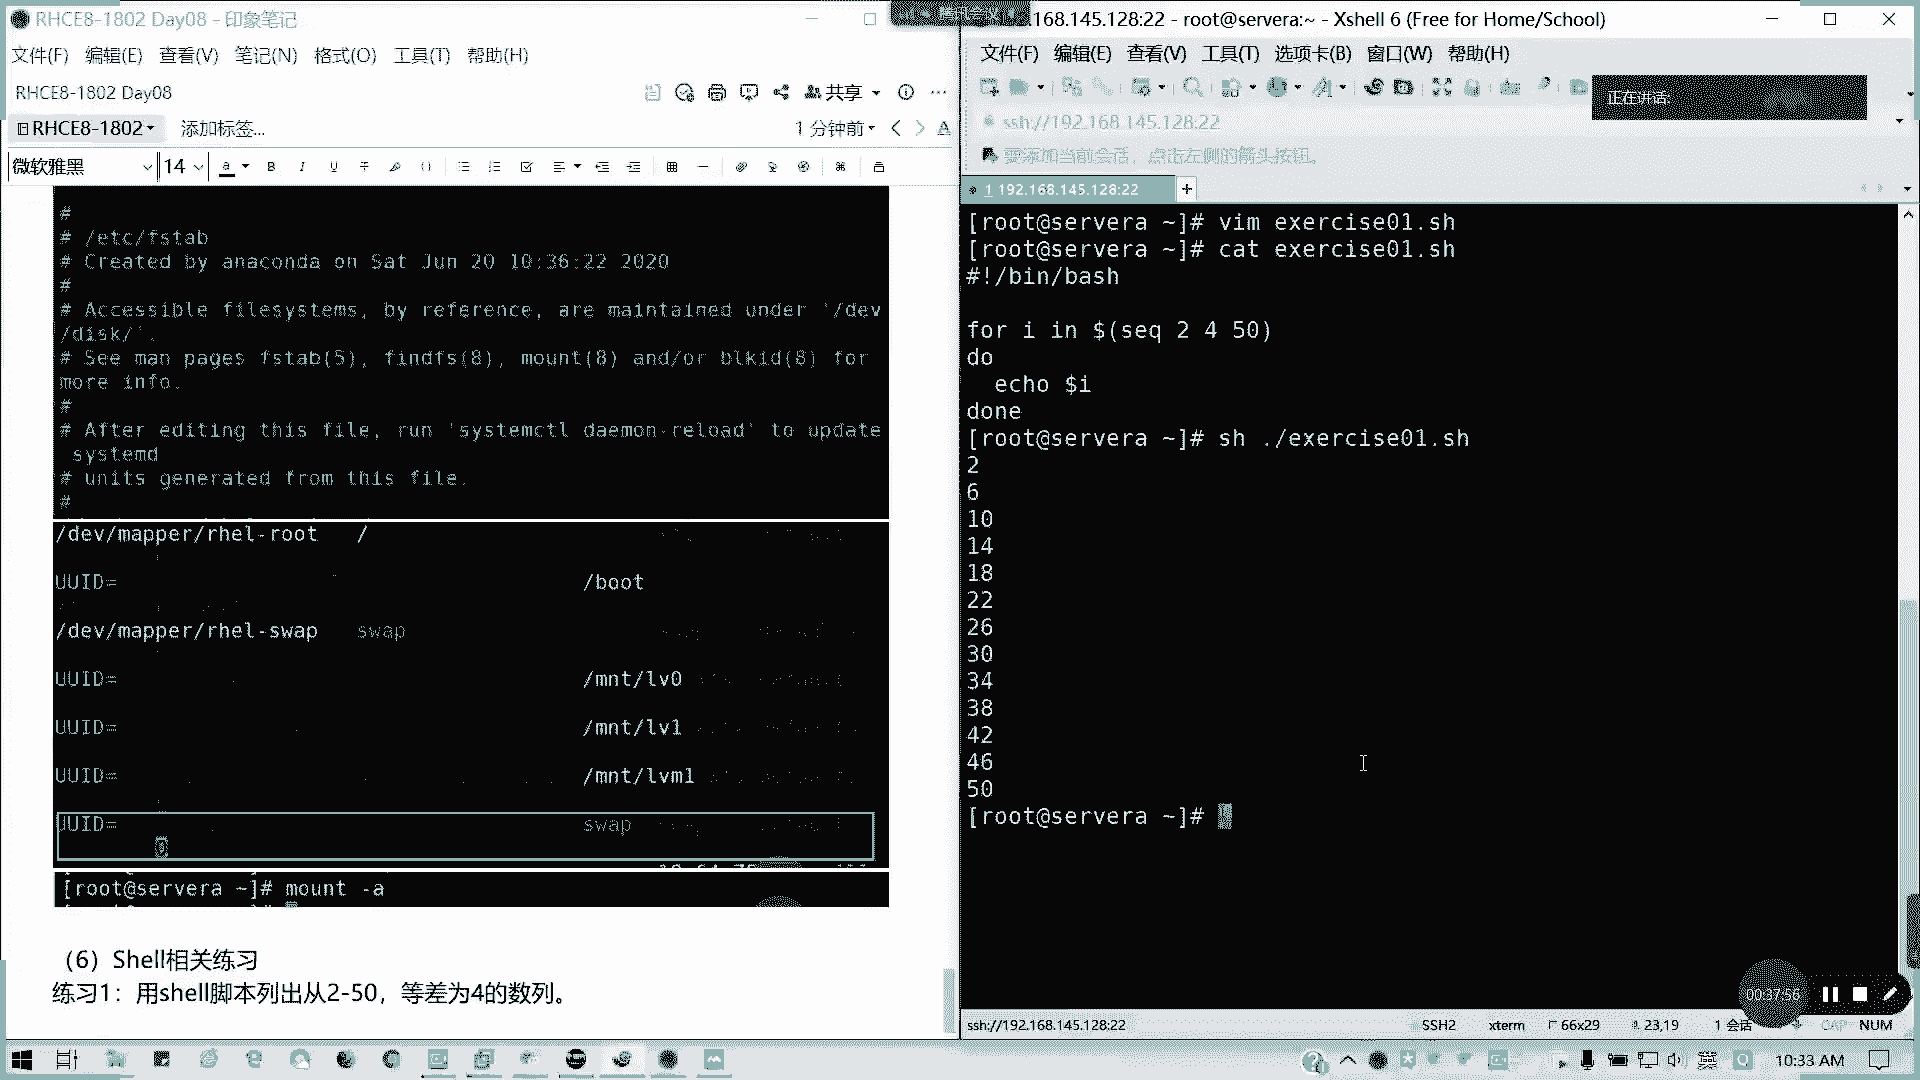 RHCE8-1802 Day08 - 印象笔记
文件(F) 编辑(E) 查看(V) 笔记(N) 格式(O) 工具(T) 帮助(H)
RHCE8-1802 Day08
共享
RHCE8-1802
添加标签...
1 分钟前
微软雅黑
14
#
# /etc/fstab
# Created by anaconda on Sat Jun 20 10:36:22 2020
#
# Accessible filesystems, by reference, are maintained under '/dev
/disk/'.
# See man pages fstab(5), findfs(8), mount(8) and/or blkid(8) for
more info.
#
# After editing this file, run 'systemctl daemon-reload' to update
systemd
# units generated from this file.
#
/dev/mapper/rhel-root /
UUID= /boot
/dev/mapper/rhel-swap swap
UUID= /mnt/lv0
UUID= /mnt/lv1
UUID= /mnt/lvm1
UUID= swap
0
[root@servera ~]# mount -a
（6）Shell相关练习
练习1：用shell脚本列出从2-50，等差为4的数列。
腾讯会议
.168.145.128:22 - root@servera:~ - Xshell 6 (Free for Home/School)
文件(F) 编辑(E) 查看(V) 工具(T) 选项卡(B) 窗口(W) 帮助(H)
正在讲话:
ssh://192.168.145.128:22
要添加当前会话，点击左侧的箭头按钮。
1 192.168.145.128:22
[root@servera ~]# vim exercise01.sh
[root@servera ~]# cat exercise01.sh
#!/bin/bash
for i in $(seq 2 4 50)
do
echo $i
done
[root@servera ~]# sh ./exercise01.sh
2
6
10
14
18
22
26
30
34
38
42
46
50
[root@servera ~]#
00:37:56
ssh://192.168.145.128:22
SSH2
xterm
66x29
23,19
1 会话
CAP
NUM
英
10:33 AM